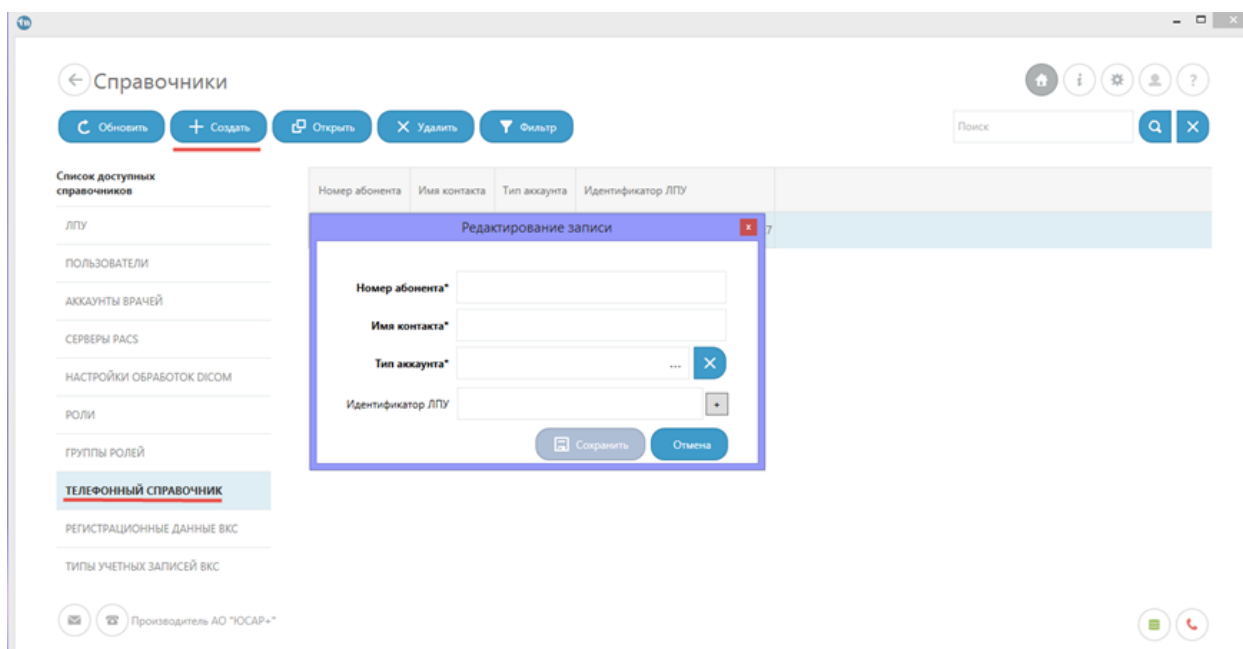 Справочники
Обновить
Создать
Открыть
Удалить
Фильтр
Поиск
Список доступных
справочников
Номер абонента Имя контакта Тип аккаунта Идентификатор ЛПУ
ЛПУ
ПОЛЬЗОВАТЕЛИ
АККАУНТЫ ВРАЧЕЙ
СЕРВЕРЫ PACS
НАСТРОЙКИ ОБРАБОТОК DICOM
РОЛИ
ГРУППЫ РОЛЕЙ
ТЕЛЕФОННЫЙ СПРАВОЧНИК
РЕГИСТРАЦИОННЫЕ ДАННЫЕ ВКС
ТИПЫ УЧЕТНЫХ ЗАПИСЕЙ ВКС
Редактирование записи
7
Номер абонента*
Имя контакта*
Тип аккаунта*
...
Идентификатор ЛПУ
+
Сохранить
Отмена
Производитель АО "ЮСАР+"